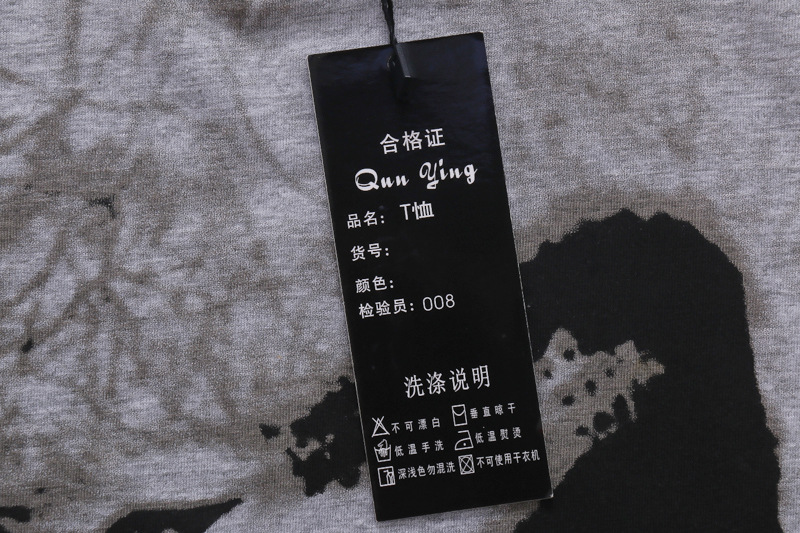 合格证
Qun Ying
品名: T恤
货号:
颜色:
检验员: 008
洗涤说明
不可漂白 垂直晾干
低温手洗 低温熨烫
深浅色勿混洗 不可使用干衣机